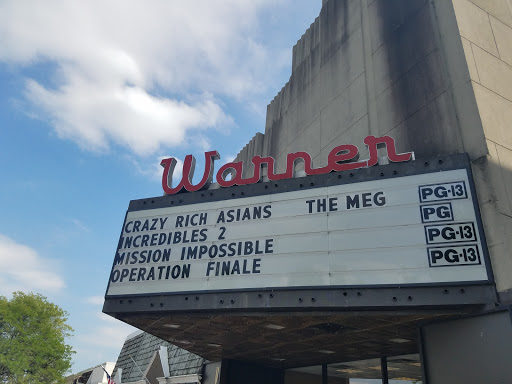 Warner
CRAZY RICH ASIANS THE MEG PG-13
INCREDIBLES 2 PG
MISSION IMPOSSIBLE PG-13
OPERATION FINALE PG-13